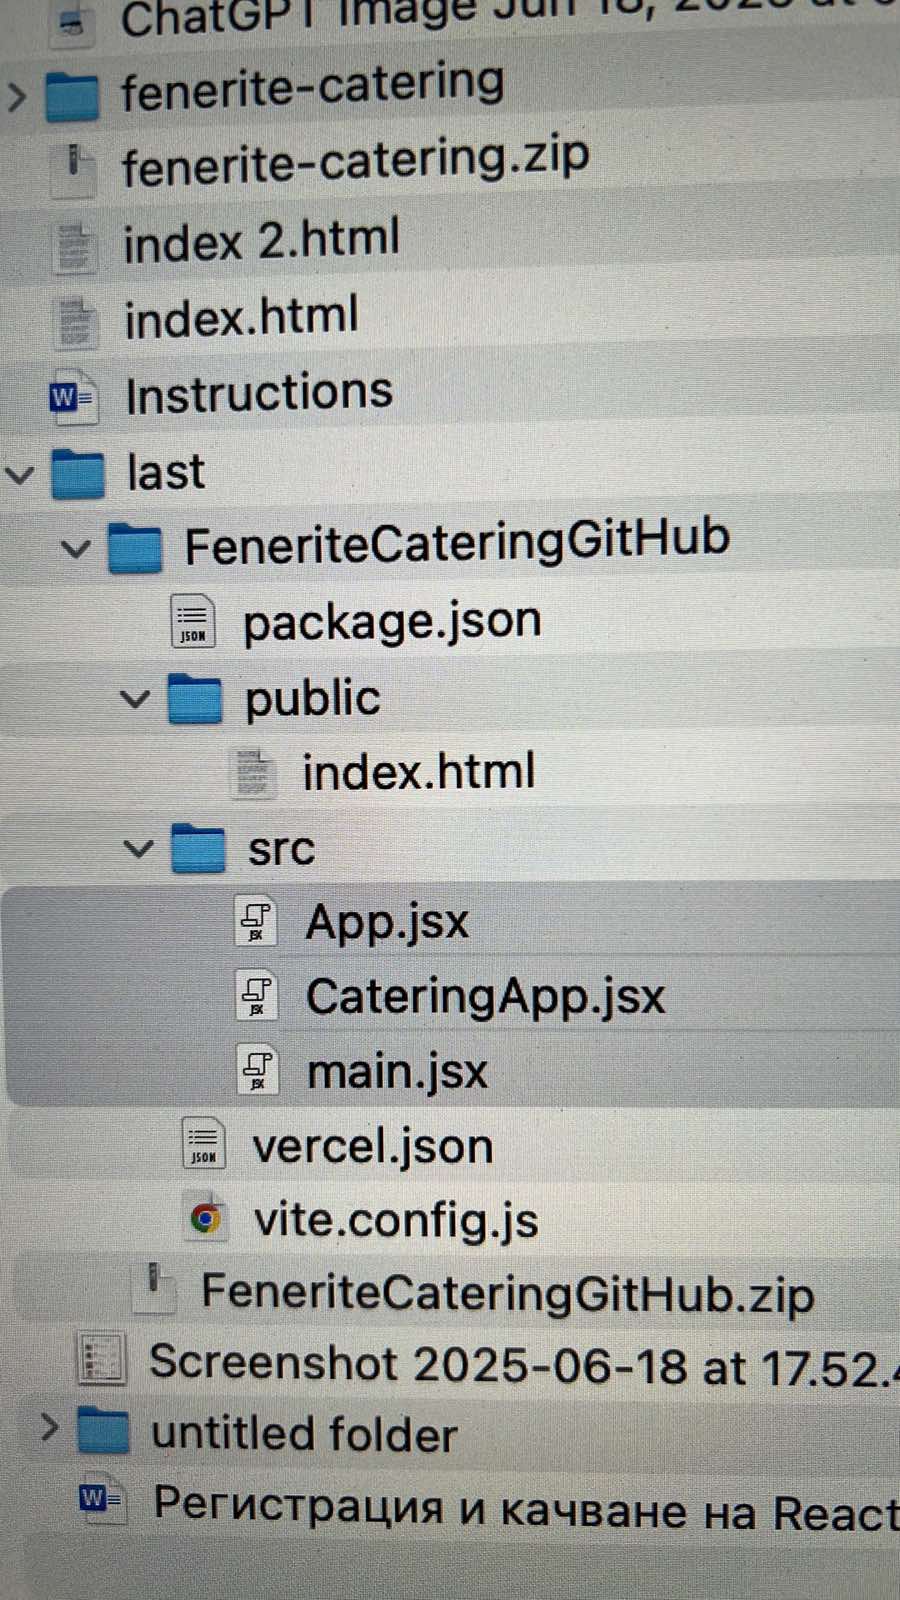 ChatGPT Image Jun 18, 2025 at
fenerite-catering
fenerite-catering.zip
index 2.html
index.html
Instructions
last
FeneriteCateringGitHub
package.json
public
index.html
src
App.jsx
CateringApp.jsx
main.jsx
vercel.json
vite.config.js
FeneriteCateringGitHub.zip
Screenshot 2025-06-18 at 17.52.
untitled folder
Регистрация и качване на React